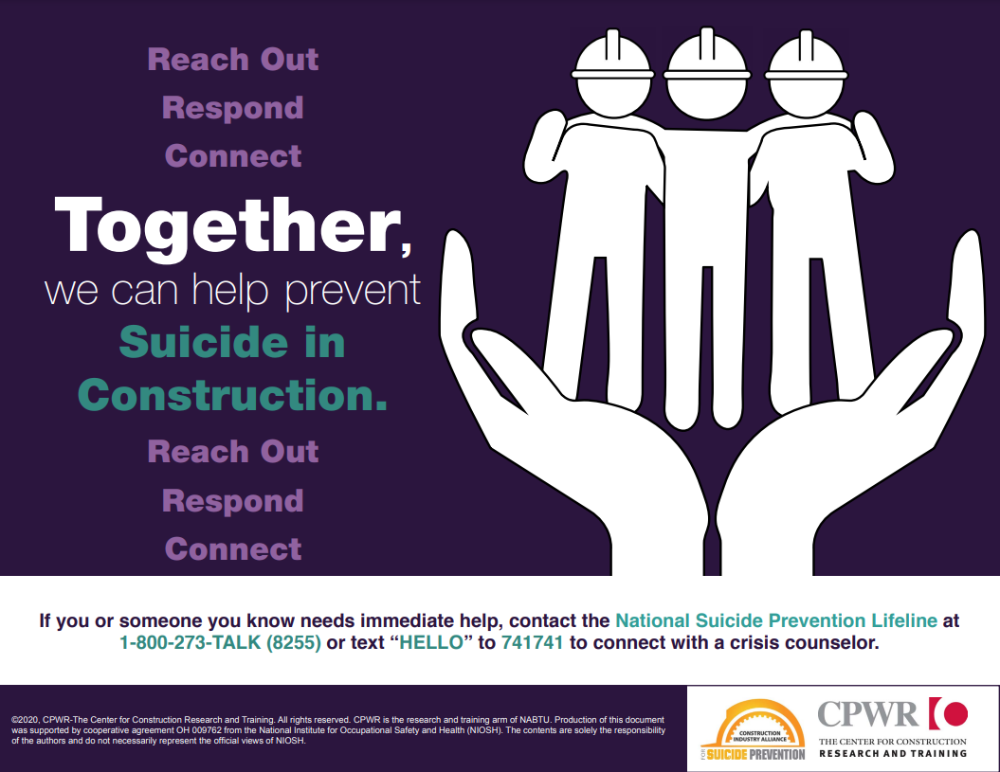 Reach Out
Respond
Connect
Together,
we can help prevent
Suicide in
Construction.
Reach Out
Respond
Connect
If you or someone you know needs immediate help, contact the National Suicide Prevention Lifeline at
1-800-273-TALK (8255) or text “HELLO” to 741741 to connect with a crisis counselor.
©2020, CPWR-The Center for Construction Research and Training. All rights reserved. CPWR is the research and training arm of NABTU. Production of this document
was supported by cooperative agreement OH 009762 from the National Institute for Occupational Safety and Health (NIOSH). The contents are solely the responsibility
of the authors and do not necessarily represent the official views of NIOSH.
CONSTRUCTION
INDUSTRY ALLIANCE
FOR SUICIDE PREVENTION
CPWR
THE CENTER FOR CONSTRUCTION
RESEARCH AND TRAINING